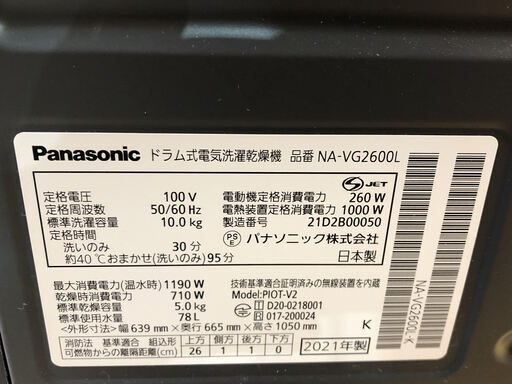 Panasonic ドラム式電気洗濯乾燥機 品番 NA-VG2600L
定格電圧 100 V
定格周波数 50/60 Hz
標準洗濯容量 10.0 kg
定格時間
洗いのみ 30 分
約40℃おまかせ(洗いのみ) 95 分
S JET
電動機定格消費電力 260 W
電熱装置定格消費電力 1000 W
製造番号 21D2B00050
PSE パナソニック株式会社
日本製
最大消費電力(温水時) 1190 W
乾燥時消費電力 710 W
標準乾燥容量 5.0 kg
標準使用水量 78 L
<外形寸法>幅 639 mm×奥行 665 mm×高さ 1050 mm
消防法 基準適合 組込形
可燃物からの離隔距離(cm)
上方 側方 後方 下方
26 1 1 0
技術基準適合証明済みの無線装置を内蔵
Model:PIOT-V2
T D20-0218001
R 017-200024
K
2021年製
NA-VG2600L-K